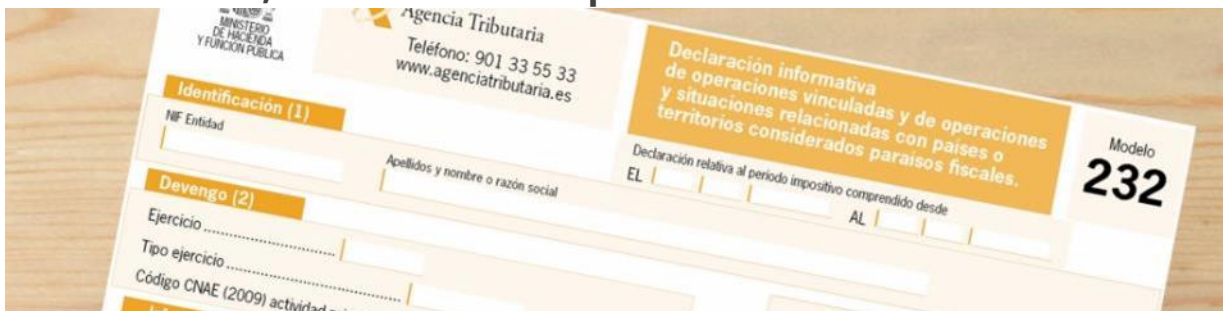 MINISTERIO
DE HACIENDA
Y FUNCIÓN PÚBLICA
Agencia Tributaria
Teléfono: 901 33 55 33
www.agenciatributaria.es
Declaración informativa
de operaciones vinculadas y de operaciones
y situaciones relacionadas con países o
territorios considerados paraísos fiscales.
Modelo
232
Identificación (1)
NIF Entidad
Apellidos y nombre o razón social
Declaración relativa al periodo impositivo comprendido desde
EL
AL
Devengo (2)
Ejercicio
Tipo ejercicio
Código CNAE (2009) actividad